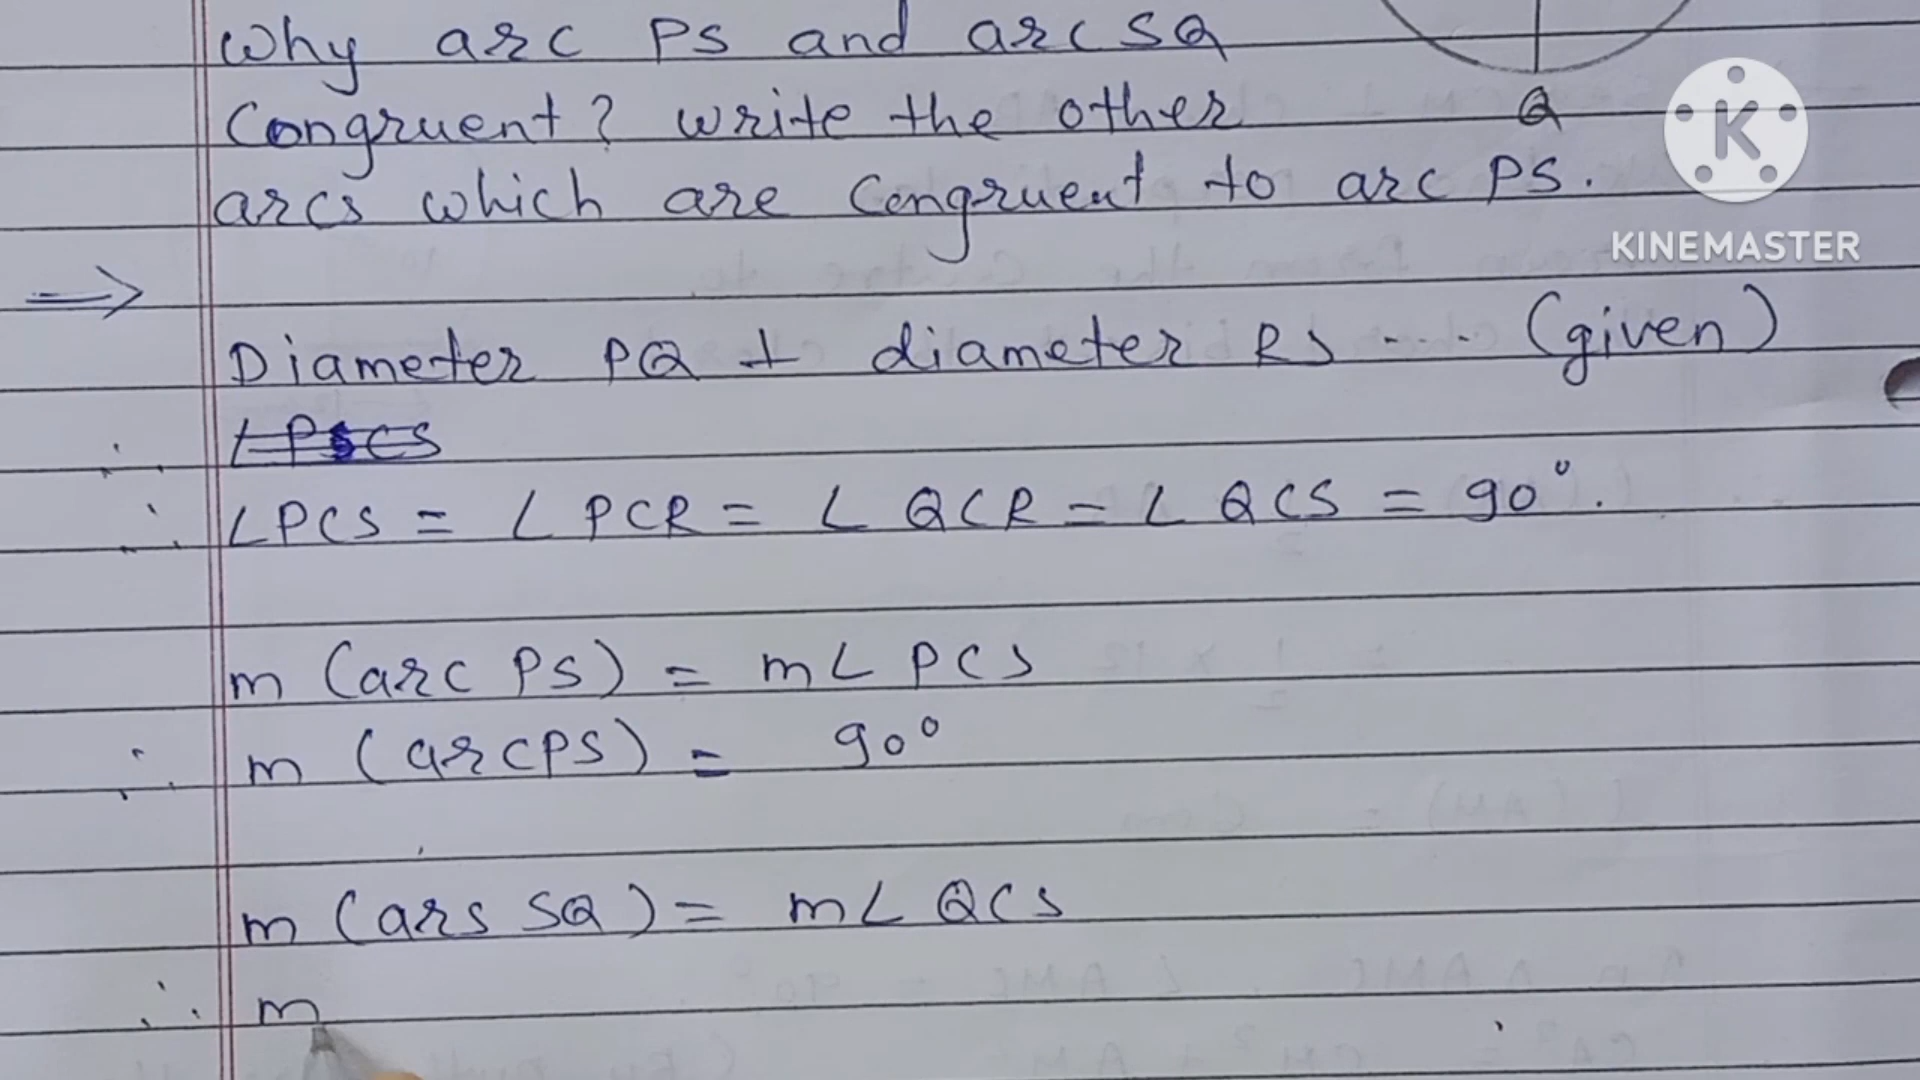 why arc PS and arc SQ
Congruent? write the other
Q
arcs which are Congruent to arc PS.
K
KINEMASTER
⇒
Diameter PQ ⊥ diameter RS .... (given)
∴ ∠PSCS
∴ ∠PCS = ∠PCR = ∠QCR = ∠QCS = 90°.
m (arc PS) = m∠PCS
∴ m (arc PS) = 90°
m (ars SQ) = m∠QCS
∴ m